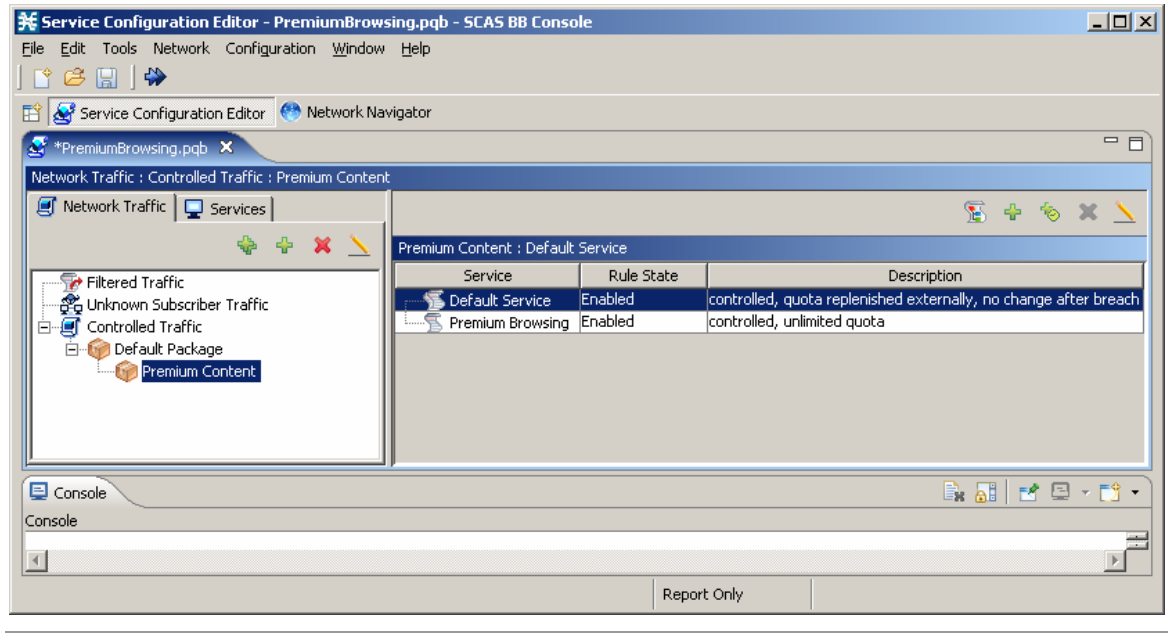 Service Configuration Editor - PremiumBrowsing.pqb - SCAS BB Console
File Edit Tools Network Configuration Window Help
Service Configuration Editor Network Navigator
*PremiumBrowsing.pqb
Network Traffic : Controlled Traffic : Premium Content
Network Traffic Services
Filtered Traffic
Unknown Subscriber Traffic
Controlled Traffic
Default Package
Premium Content
Premium Content : Default Service
Service Rule State Description
Default Service Enabled controlled, quota replenished externally, no change after breach
Premium Browsing Enabled controlled, unlimited quota
Console
Console
Report Only